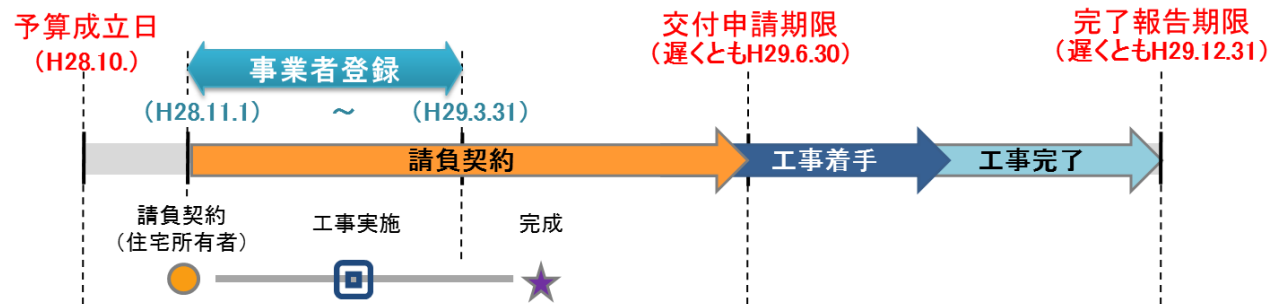 予算成立日
(H28.10.)
事業者登録
(H28.11.1) ～ (H29.3.31)
交付申請期限
(遅くともH29.6.30)
完了報告期限
(遅くともH29.12.31)
請負契約
工事着手
工事完了
請負契約
(住宅所有者)
工事実施
完成